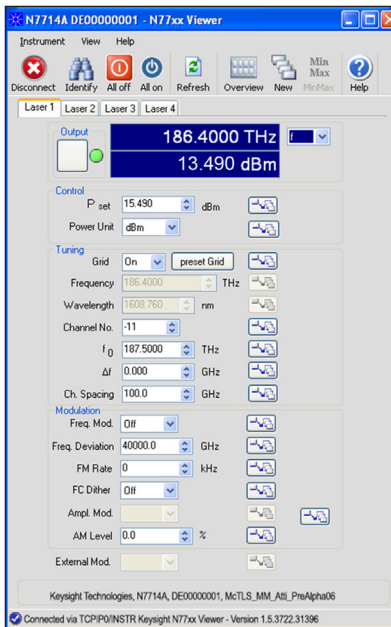 N7714A DE00000001 - N77xx Viewer
Instrument View Help
Disconnect Identify All off All on Refresh Overview New MinMax Help
Min
Max
Laser 1 Laser 2 Laser 3 Laser 4
Output
186.4000 THz
f
13.490 dBm
Control
P set 15.490 dBm
Power Unit dBm
Tuning
Grid On preset Grid
Frequency 186.4000 THz
Wavelength 1608.760 nm
Channel No. -11
f0 187.5000 THz
Δf 0.000 GHz
Ch. Spacing 100.0 GHz
Modulation
Freq. Mod. Off
Freq. Deviation 40000.0 GHz
FM Rate 0 kHz
FC Dither Off
Ampl. Mod.
AM Level 0.0 %
External Mod.
Keysight Technologies, N7714A, DE00000001, McTLS_MM_Atti_PreAlpha06
Connected via TCPIP0/INSTR Keysight N77xx Viewer - Version 1.5.3722.31396